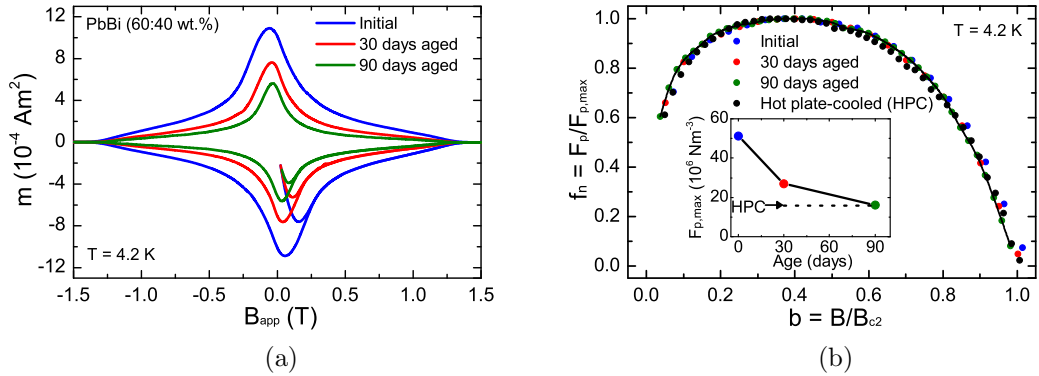 PbBi (60:40 wt.%)
Initial
30 days aged
90 days aged
12
8
4
0
-4
-8
-12
m (10⁻⁴ Am²)
T = 4.2 K
-1.5 -1.0 -0.5 0.0 0.5 1.0 1.5
B_app (T)
(a)
T = 4.2 K
Initial
30 days aged
90 days aged
Hot plate-cooled (HPC)
1.0
0.8
0.6
0.4
0.2
0.0
fₙ = Fₚ/F_p,max
60
40
20
0
F_p,max (10⁶ Nm⁻³)
HPC
0 30 60 90
Age (days)
0.0 0.2 0.4 0.6 0.8 1.0
b = B/B_c2
(b)